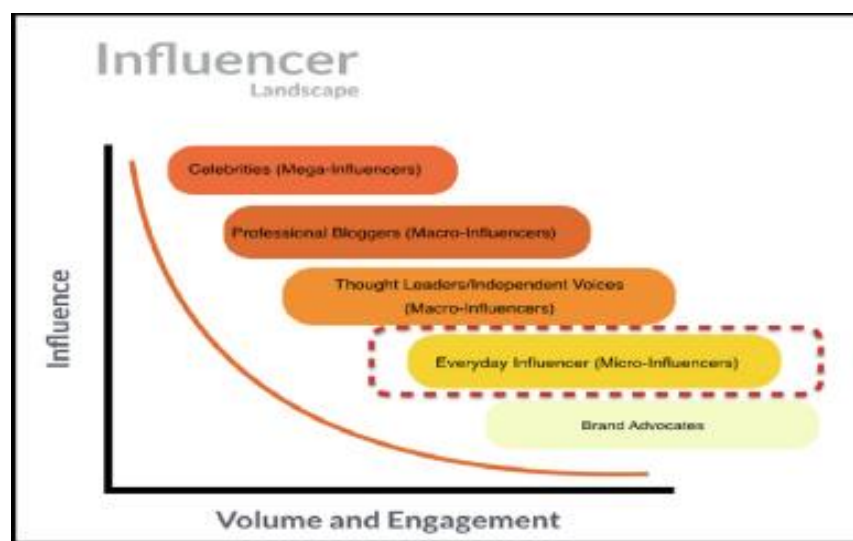 Influencer
Landscape
Celebrities (Mega-Influencers)
Professional Bloggers (Macro-Influencers)
Thought Leaders/Independent Voices
(Macro-Influencers)
Everyday Influencer (Micro-Influencers)
Brand Advocates
Influence
Volume and Engagement